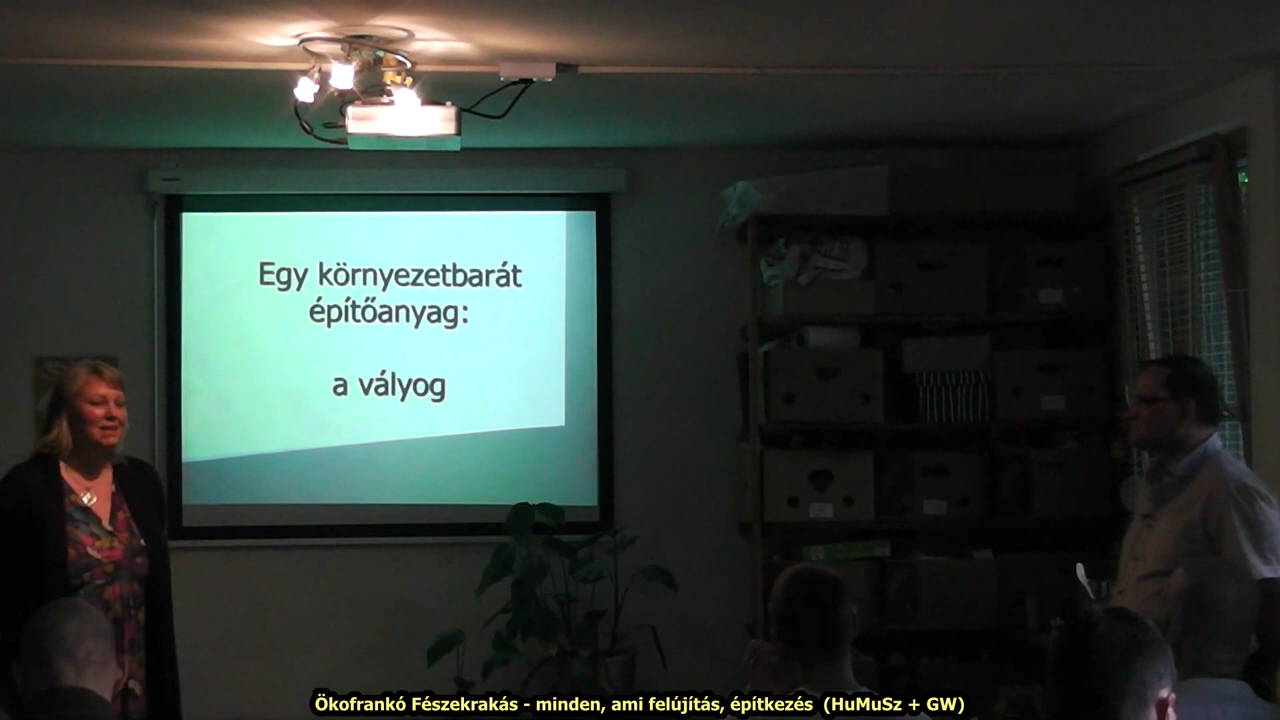 Egy környezetbarát
építőanyag:
a vályog
Ökofrankó Fészekrakás - minden, ami felújítás, építkezés (HuMuSz + GW)